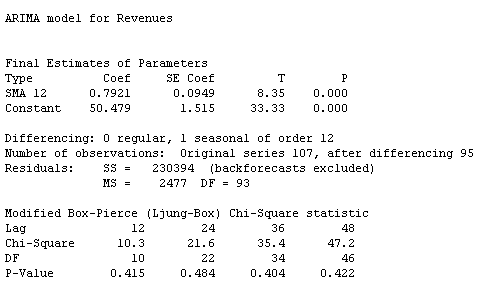 ARIMA model for Revenues
Final Estimates of Parameters
Type Coef SE Coef T P
SMA 12 0.7921 0.0949 8.35 0.000
Constant 50.479 1.515 33.33 0.000
Differencing: 0 regular, 1 seasonal of order 12
Number of observations: Original series 107, after differencing 95
Residuals: SS = 230394 (backforecasts excluded)
MS = 2477 DF = 93
Modified Box-Pierce (Ljung-Box) Chi-Square statistic
Lag 12 24 36 48
Chi-Square 10.3 21.6 35.4 47.2
DF 10 22 34 46
P-Value 0.415 0.484 0.404 0.422